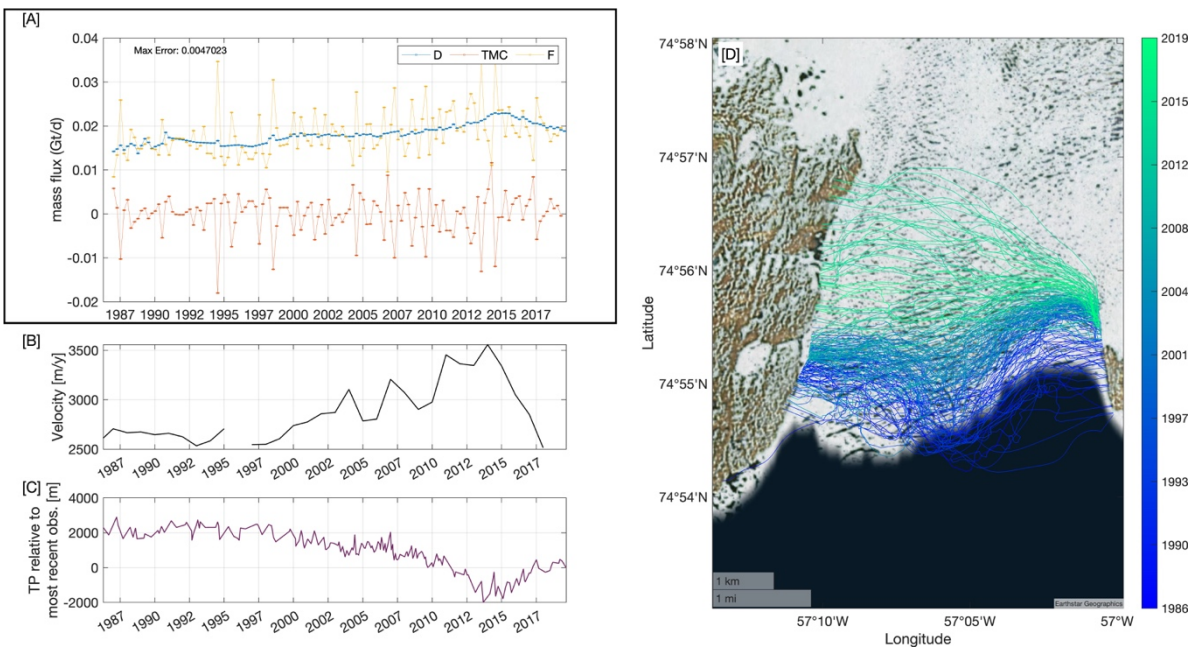 [A]
Max Error: 0.0047023
D TMC F
mass flux (Gt/d)
0.04
0.03
0.02
0.01
0
-0.01
-0.02
1987 1990 1992 1995 1997 2000 2002 2005 2007 2010 2012 2015 2017
[B]
Velocity [m/y]
3500
3000
2500
1987 1990 1992 1995 1997 2000 2002 2005 2007 2010 2012 2015 2017
[C]
TP relative to
most recent obs. [m]
4000
2000
0
-2000
1987 1990 1992 1995 1997 2000 2002 2005 2007 2010 2012 2015 2017
[D]
Latitude
74°58'N
74°57'N
74°56'N
74°55'N
74°54'N
1 km
1 mi
Earthstar Geographics
57°10'W 57°05'W 57°W
Longitude
2019
2015
2012
2008
2004
2001
1997
1993
1990
1986